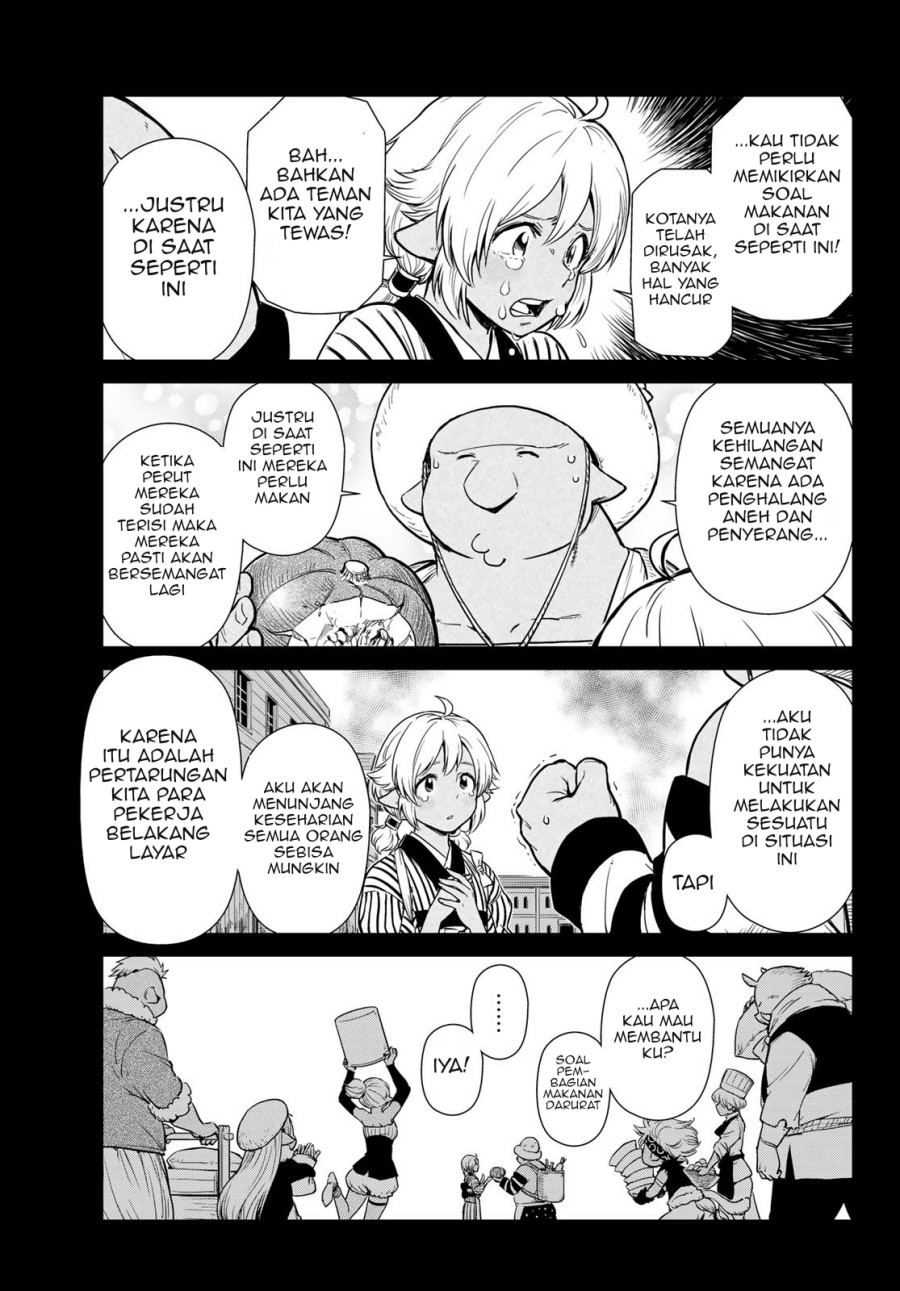 ...KAU TIDAK
PERLU
MEMIKIRKAN
SOAL
MAKANAN
DI SAAT
SEPERTI INI!
KOTANYA
TELAH
DIRUSAK,
BANYAK
HAL YANG
HANCUR
BAH...
BAHKAN
ADA TEMAN
KITA YANG
TEWAS!
...JUSTRU
KARENA
DI SAAT
SEPERTI
INI
SEMUANYA
KEHILANGAN
SEMANGAT
KARENA ADA
PENGHALANG
ANEH DAN
PENYERANG...
JUSTRU
DI SAAT
SEPERTI
INI MEREKA
PERLU
MAKAN
KETIKA
PERUT
MEREKA
SUDAH
TERISI MAKA
MEREKA
PASTI AKAN
BERSEMANGAT
LAGI
...AKU
TIDAK
PUNYA
KEKUATAN
UNTUK
MELAKUKAN
SESUATU
DI SITUASI
INI
TAPI
AKU AKAN
MENUNJANG
KESEHARIAN
SEMUA ORANG
SEBISA
MUNGKIN
KARENA
ITU ADALAH
PERTARUNGAN
KITA PARA
PEKERJA
BELAKANG
LAYAR
...APA
KAU MAU
MEMBANTU
KU?
SOAL
PEM-
BAGIAN
MAKANAN
DARURAT
......
IYA!